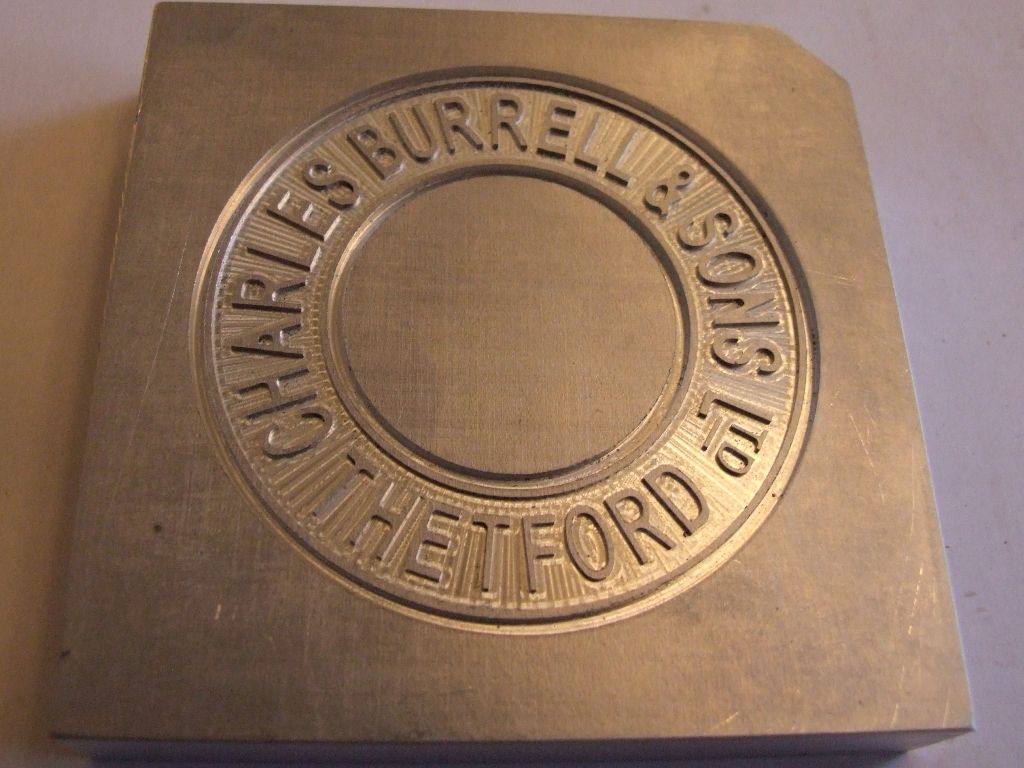 CHARLES BURRELL & SONS LTD
THETFORD